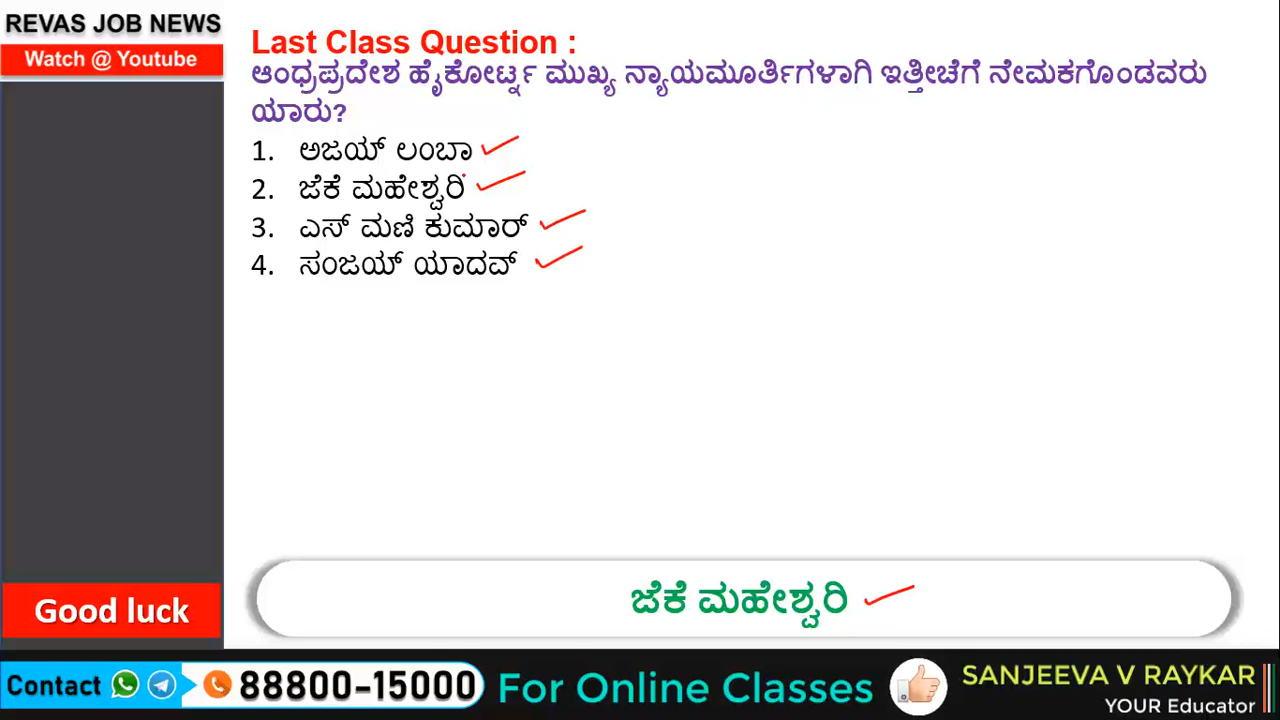 REVAS JOB NEWS
Watch @ Youtube
Last Class Question :
ಆಂಧ್ರಪ್ರದೇಶ ಹೈಕೋರ್ಟ್ನ ಮುಖ್ಯ ನ್ಯಾಯಮೂರ್ತಿಗಳಾಗಿ ಇತ್ತೀಚೆಗೆ ನೇಮಕಗೊಂಡವರು
ಯಾರು?
1. ಅಜಯ್ ಲಂಬಾ
2. ಜೆಕೆ ಮಹೇಶ್ವರಿ
3. ಎಸ್ ಮಣಿ ಕುಮಾರ್
4. ಸಂಜಯ್ ಯಾದವ್
ಜೆಕೆ ಮಹೇಶ್ವರಿ
Good luck
Contact 88800-15000 For Online Classes
SANJEEVA V RAYKAR
YOUR Educator